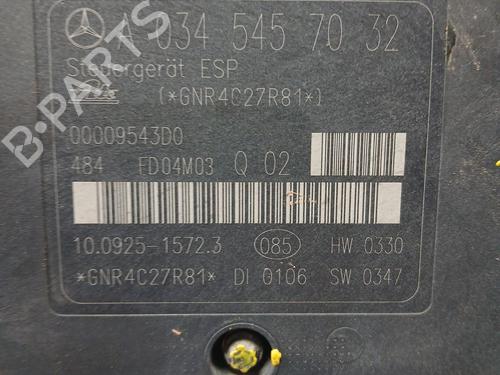 A 034 545 70 32
Steuergerät ESP
(*GNR4C27R81*)
00009543D0
484 FD04M03 Q 02
10.0925-1572.3 085 HW 0330
*GNR4C27R81* DI 0106 SW 0347
B-PARTS